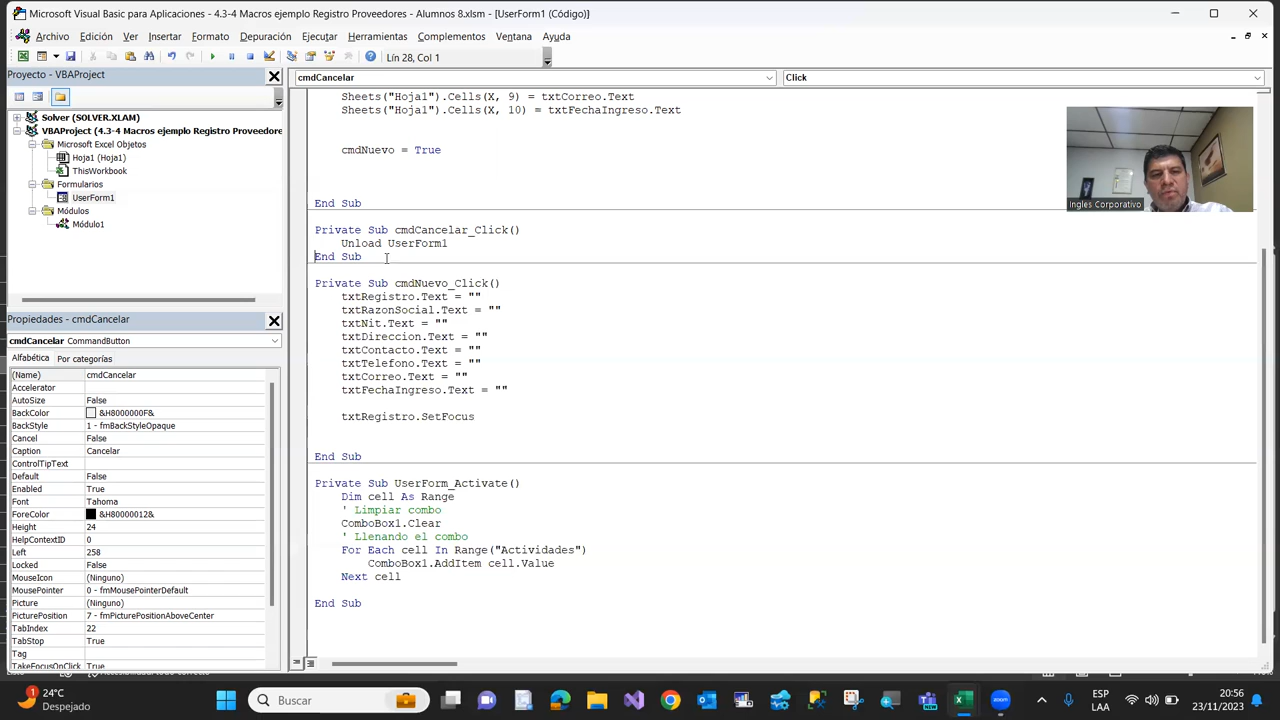 Microsoft Visual Basic para Aplicaciones - 4.3-4 Macros ejemplo Registro Proveedores - Alumnos 8.xlsm - [UserForm1 (Código)]
Archivo Edición Ver Insertar Formato Depuración Ejecutar Herramientas Complementos Ventana Ayuda
Lín 28, Col 1
Proyecto - VBAProject
Solver (SOLVER.XLAM)
VBAProject (4.3-4 Macros ejemplo Registro Proveedores
Microsoft Excel Objetos
Hoja1 (Hoja1)
ThisWorkbook
Formularios
UserForm1
Módulos
Módulo1
Propiedades - cmdCancelar
cmdCancelar CommandButton
Alfabética Por categorías
(Name) cmdCancelar
Accelerator
AutoSize False
BackColor &H8000000F&
BackStyle 1 - fmBackStyleOpaque
Cancel False
Caption Cancelar
ControlTipText
Default False
Enabled True
Font Tahoma
ForeColor &H80000012&
Height 24
HelpContextID 0
Left 258
Locked False
MouseIcon (Ninguno)
MousePointer 0 - fmMousePointerDefault
Picture (Ninguno)
PicturePosition 7 - fmPicturePositionAboveCenter
TabIndex 22
TabStop True
Tag
TakeFocusOnClick True
cmdCancelar Click
Sheets("Hoja1").Cells(X, 9) = txtCorreo.Text
Sheets("Hoja1").Cells(X, 10) = txtFechaIngreso.Text
cmdNuevo = True
End Sub
Private Sub cmdCancelar_Click()
Unload UserForm1
End Sub
Private Sub cmdNuevo_Click()
txtRegistro.Text = ""
txtRazonSocial.Text = ""
txtNit.Text = ""
txtDireccion.Text = ""
txtContacto.Text = ""
txtTelefono.Text = ""
txtCorreo.Text = ""
txtFechaIngreso.Text = ""
txtRegistro.SetFocus
End Sub
Private Sub UserForm_Activate()
Dim cell As Range
' Limpiar combo
ComboBox1.Clear
' Llenando el combo
For Each cell In Range("Actividades")
ComboBox1.AddItem cell.Value
Next cell
End Sub
Ingles Corporativo
24°C
Despejado
Buscar
ESP
LAA
20:56
23/11/2023